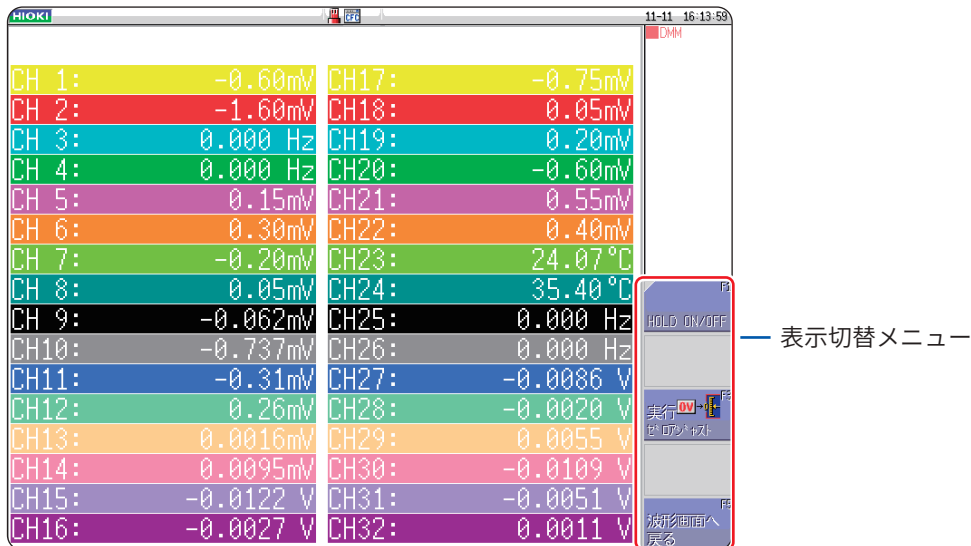 HIOKI
CFC
11-11 16:13:59
DMM
CH 1: -0.60mV CH17: -0.75mV
CH 2: -1.60mV CH18: 0.05mV
CH 3: 0.000 Hz CH19: 0.20mV
CH 4: 0.000 Hz CH20: -0.60mV
CH 5: 0.15mV CH21: 0.55mV
CH 6: 0.30mV CH22: 0.40mV
CH 7: -0.20mV CH23: 24.07°C
CH 8: 0.05mV CH24: 35.40°C
CH 9: -0.062mV CH25: 0.000 Hz
CH10: -0.737mV CH26: 0.000 Hz
CH11: -0.31mV CH27: -0.0086 V
CH12: 0.26mV CH28: -0.0020 V
CH13: 0.0016mV CH29: 0.0055 V
CH14: 0.0095mV CH30: -0.0109 V
CH15: -0.0122 V CH31: -0.0051 V
CH16: -0.0027 V CH32: 0.0011 V
F1
HOLD ON/OFF
実行 0V
ｾﾞﾛｱｼﾞｬｽﾄ
波形画面へ
戻る
表示切替メニュー